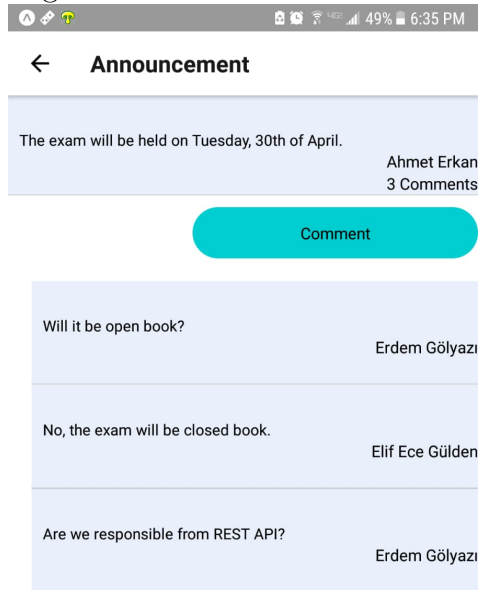 49% 6:35 PM
Announcement
The exam will be held on Tuesday, 30th of April.
Ahmet Erkan
3 Comments
Comment
Will it be open book?
Erdem Gölyazı
No, the exam will be closed book.
Elif Ece Gülden
Are we responsible from REST API?
Erdem Gölyazı